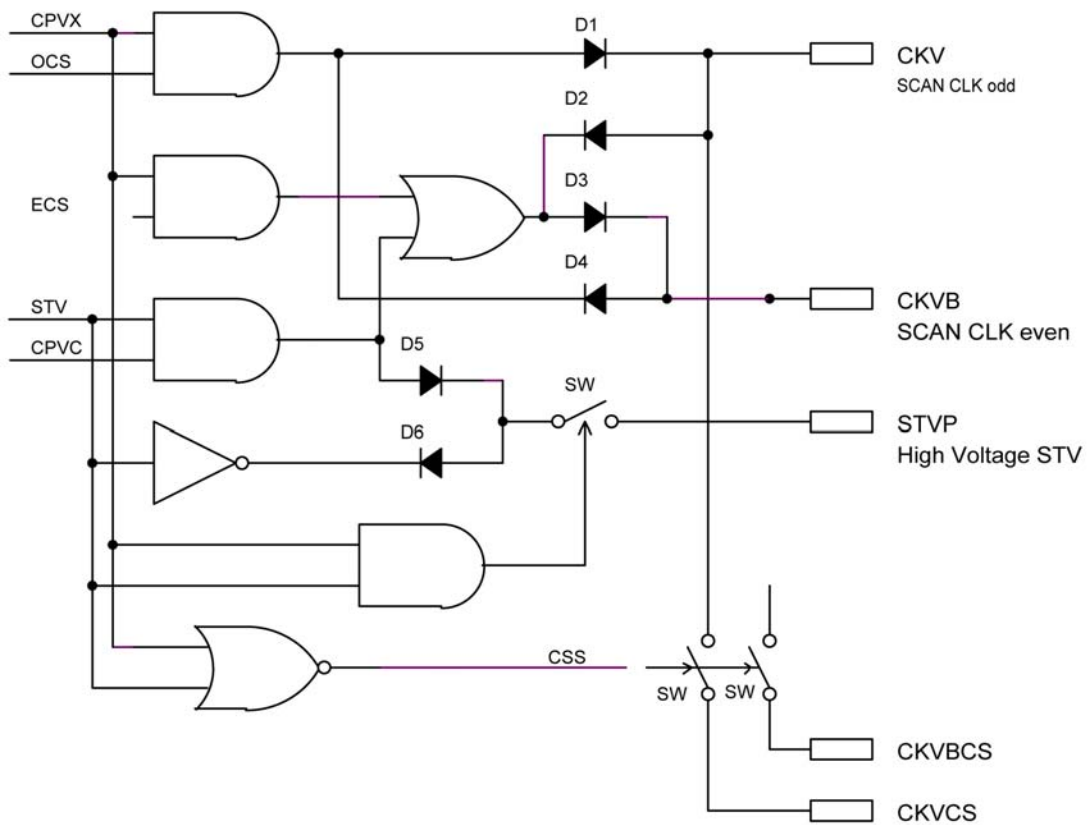 CPVX
OCS
D1
CKV
SCAN CLK odd
D2
ECS
D3
D4
STV
CPVC
CKVB
SCAN CLK even
D5
SW
D6
STVP
High Voltage STV
CSS
SW
SW
CKVBCS
CKVCS